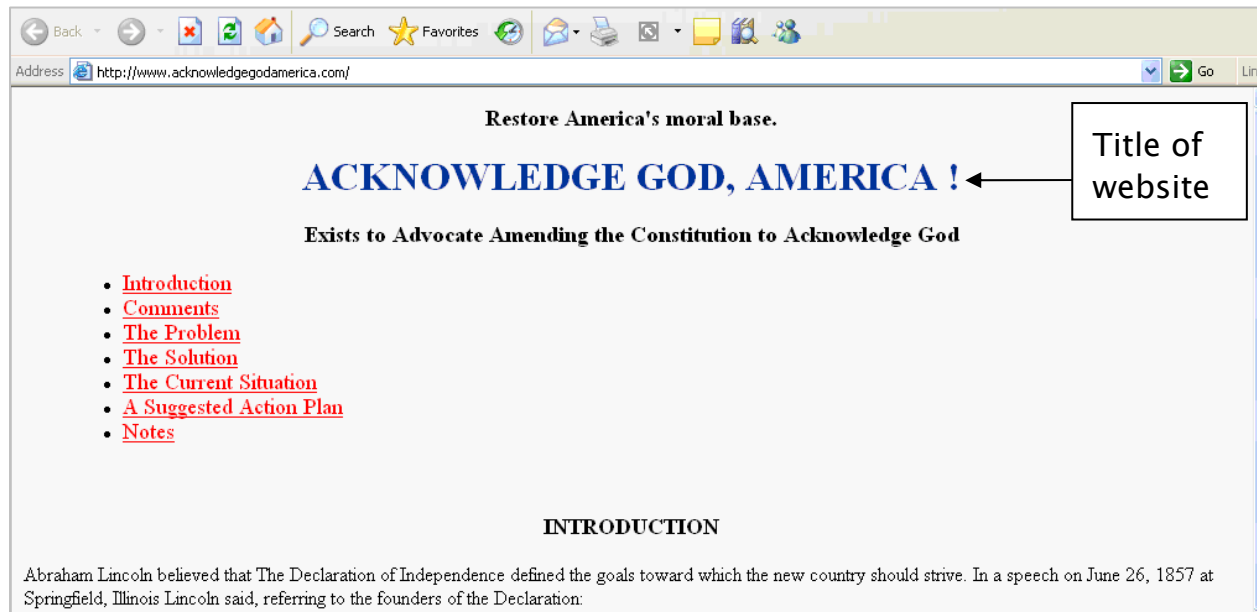 Back Search Favorites
Address http://www.acknowledgegodamerica.com/ Go Lin
Restore America's moral base.
ACKNOWLEDGE GOD, AMERICA !
Title of
website
Exists to Advocate Amending the Constitution to Acknowledge God
Introduction
Comments
The Problem
The Solution
The Current Situation
A Suggested Action Plan
Notes
INTRODUCTION
Abraham Lincoln believed that The Declaration of Independence defined the goals toward which the new country should strive. In a speech on June 26, 1857 at
Springfield, Illinois Lincoln said, referring to the founders of the Declaration: